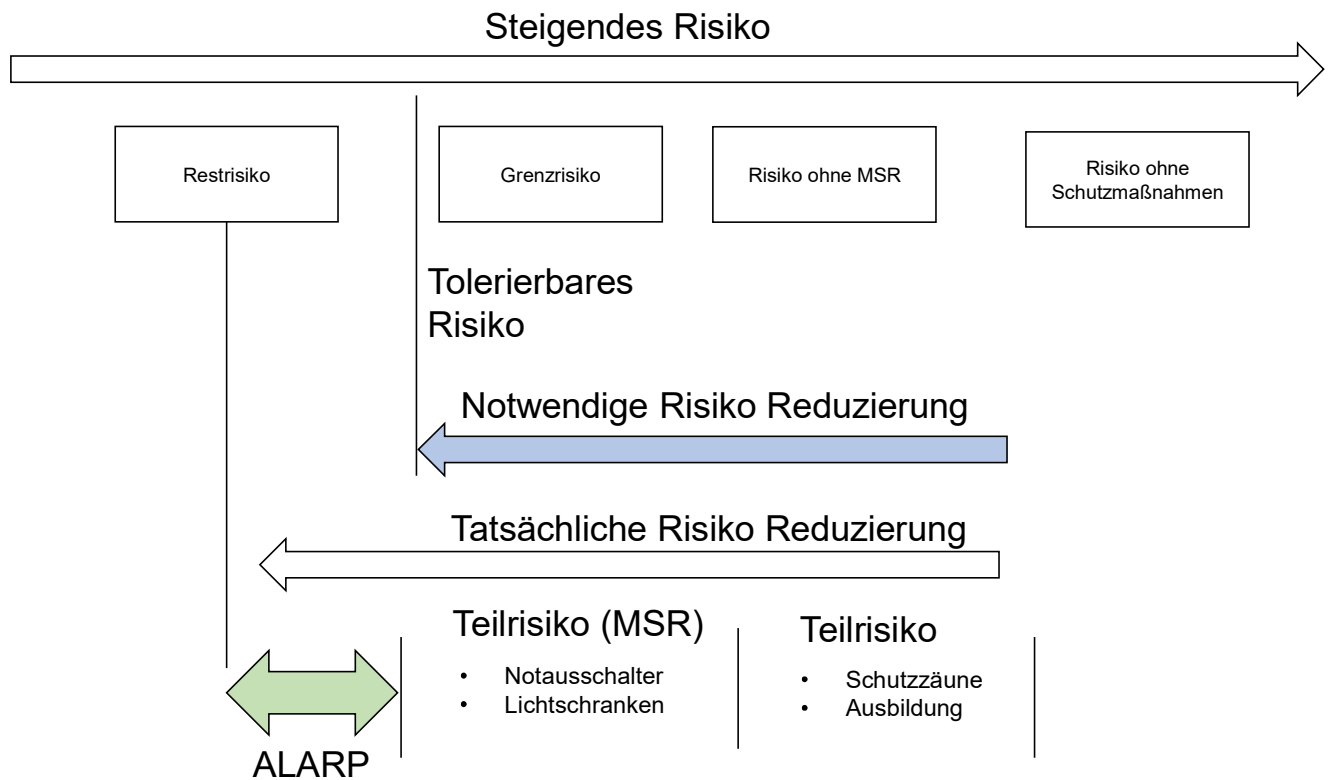 Steigendes Risiko
Restrisiko
Grenzrisiko
Risiko ohne MSR
Risiko ohne
Schutzmaßnahmen
Tolerierbares
Risiko
Notwendige Risiko Reduzierung
Tatsächliche Risiko Reduzierung
Teilrisiko (MSR)
• Notausschalter
• Lichtschranken
Teilrisiko
• Schutzzäune
• Ausbildung
ALARP